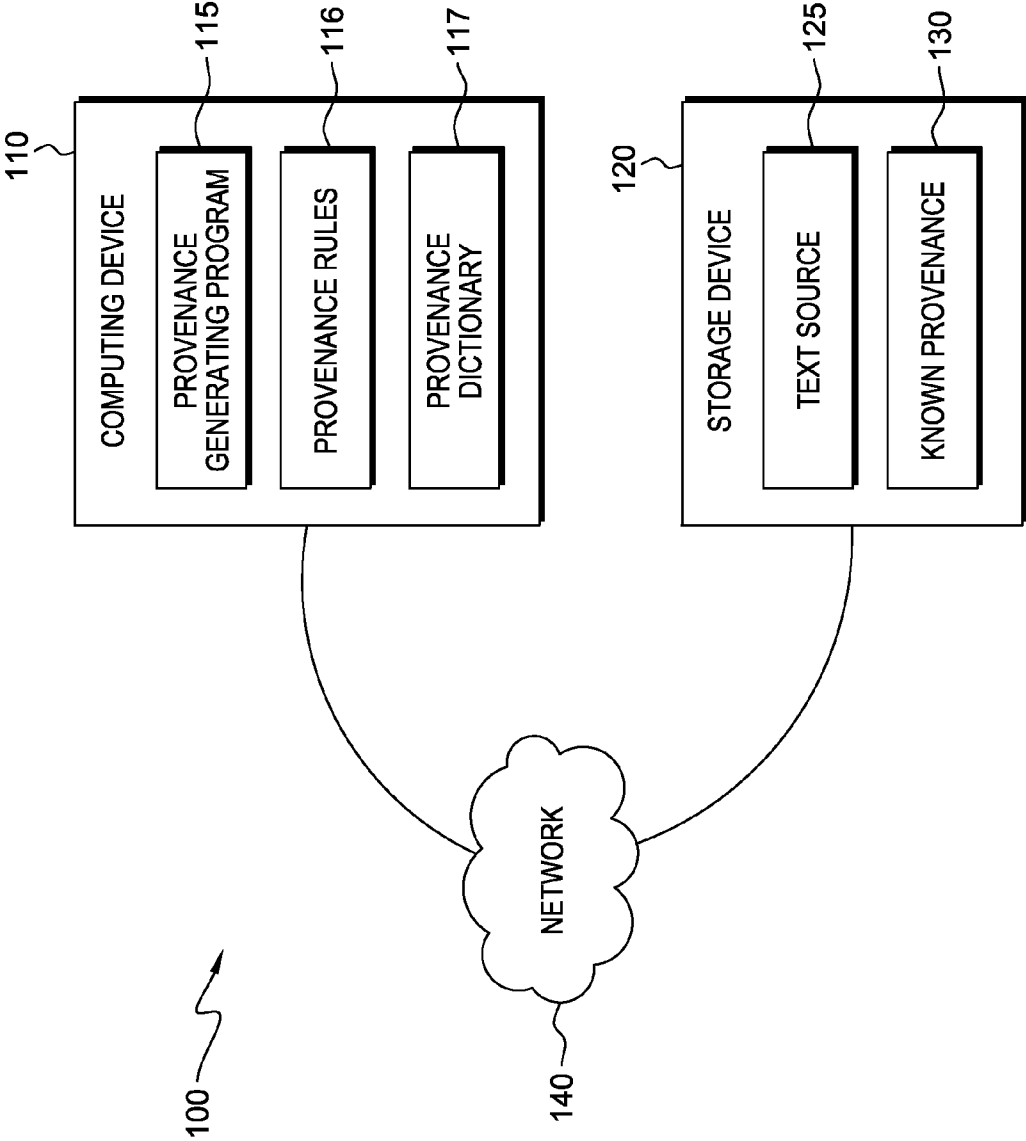 100
110
COMPUTING DEVICE
PROVENANCE
GENERATING PROGRAM
115
PROVENANCE RULES
116
PROVENANCE
DICTIONARY
117
NETWORK
140
120
STORAGE DEVICE
TEXT SOURCE
125
KNOWN PROVENANCE
130